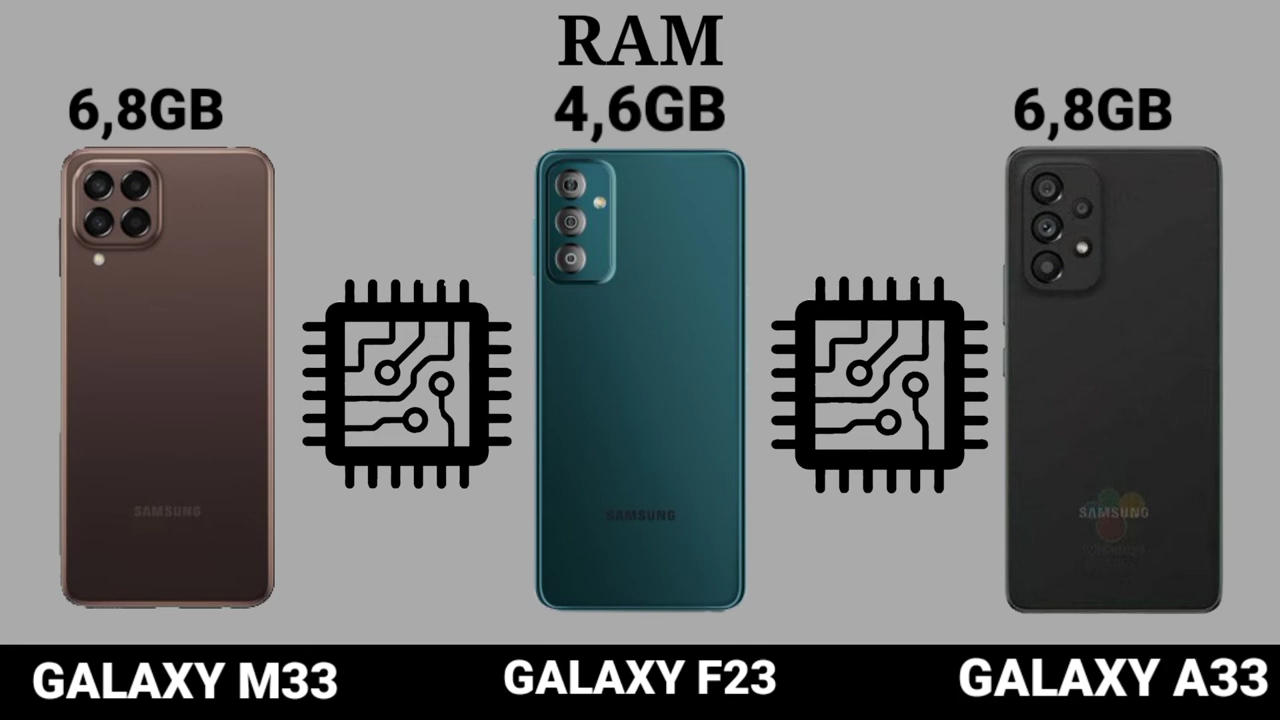 RAM
6,8GB
4,6GB
6,8GB
SAMSUNG
SAMSUNG
SAMSUNG
GALAXY M33
GALAXY F23
GALAXY A33